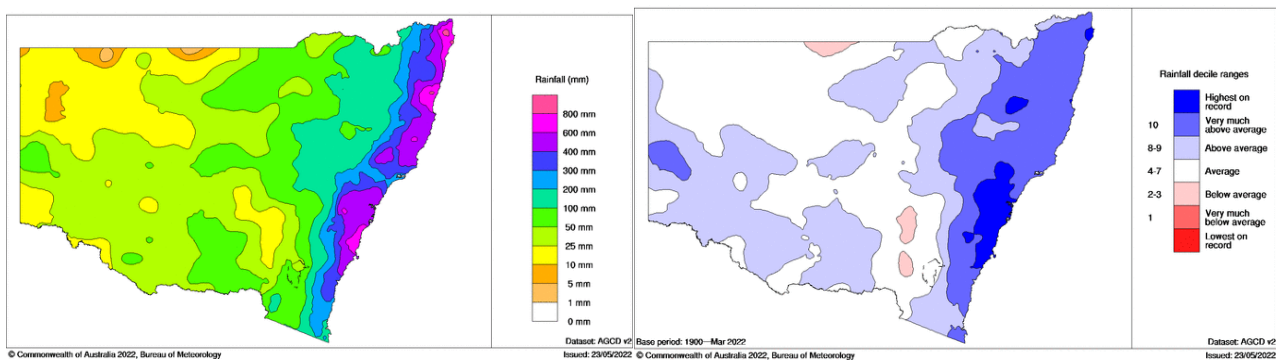 Rainfall (mm)
800 mm
600 mm
400 mm
300 mm
200 mm
100 mm
50 mm
25 mm
10 mm
5 mm
1 mm
0 mm
Dataset: AGCD v2
© Commonwealth of Australia 2022, Bureau of Meteorology
Issued: 23/05/2022
Rainfall decile ranges
Highest on
record
10
Very much
above average
8-9
Above average
4-7
Average
2-3
Below average
1
Very much
below average
Lowest on
record
Base period: 1900—Mar 2022
Dataset: AGCD v2
© Commonwealth of Australia 2022, Bureau of Meteorology
Issued: 23/05/2022